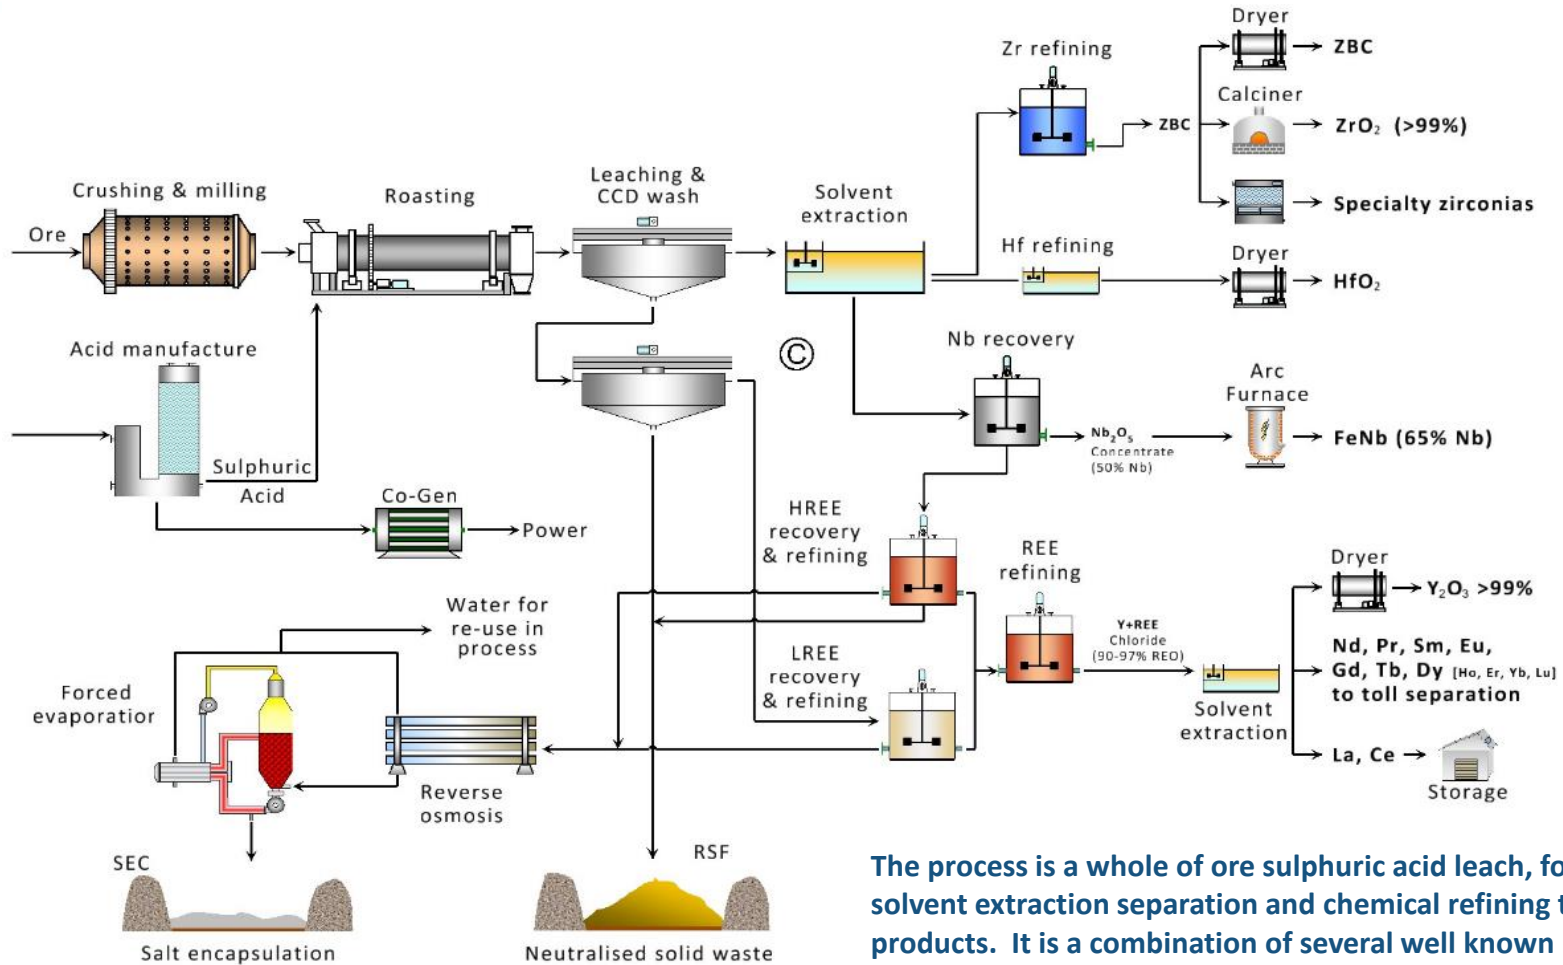 Dryer
ZBC
Zr refining
Calciner
ZBC
ZrO₂ (>99%)
Specialty zirconias
Crushing & milling
Roasting
Leaching &
CCD wash
Solvent
extraction
Ore
Hf refining
Dryer
HfO₂
Acid manufacture
©
Nb recovery
Arc
Furnace
Nb₂O₅
Concentrate
(50% Nb)
FeNb (65% Nb)
Sulphuric
Acid
Co-Gen
Power
HREE
recovery
& refining
REE
refining
Dryer
Y₂O₃ >99%
Water for
re-use in
process
Y+REE
Chloride
(90-97% REO)
LREE
recovery
& refining
Nd, Pr, Sm, Eu,
Gd, Tb, Dy [Ho, Er, Yb, Lu]
to toll separation
Forced
evaporatior
Solvent
extraction
La, Ce
Storage
Reverse
osmosis
SEC
RSF
Salt encapsulation
Neutralised solid waste
The process is a whole of ore sulphuric acid leach, fo
solvent extraction separation and chemical refining t
products. It is a combination of several well known